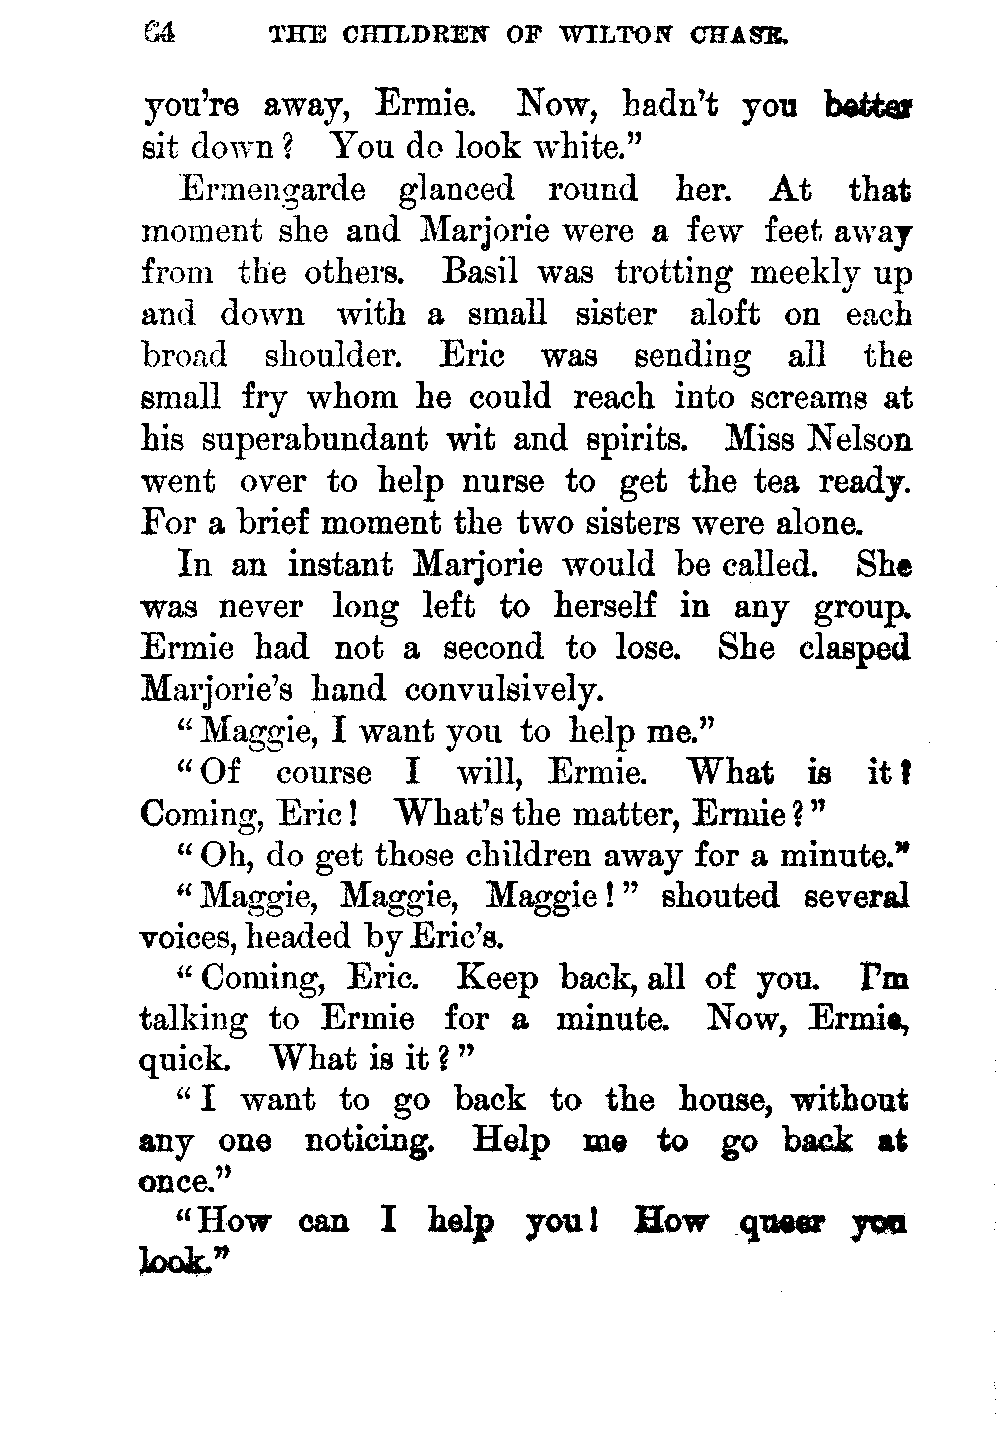 64 THE CHILDREN OF WILTON CHASE.
you're away, Ermie. Now, hadn't you better
sit down? You do look white."
Ermengarde glanced round her. At that
moment she and Marjorie were a few feet away
from the others. Basil was trotting meekly up
and down with a small sister aloft on each
broad shoulder. Eric was sending all the
small fry whom he could reach into screams at
his superabundant wit and spirits. Miss Nelson
went over to help nurse to get the tea ready.
For a brief moment the two sisters were alone.
In an instant Marjorie would be called. She
was never long left to herself in any group.
Ermie had not a second to lose. She clasped
Marjorie's hand convulsively.
"Maggie, I want you to help me."
"Of course I will, Ermie. What is it?
Coming, Eric! What's the matter, Ermie?"
"Oh, do get those children away for a minute."
"Maggie, Maggie, Maggie!" shouted several
voices, headed by Eric's.
"Coming, Eric. Keep back, all of you. I'm
talking to Ermie for a minute. Now, Ermie,
quick. What is it?"
"I want to go back to the house, without
any one noticing. Help me to go back at
once."
"How can I help you! How queer you
look."